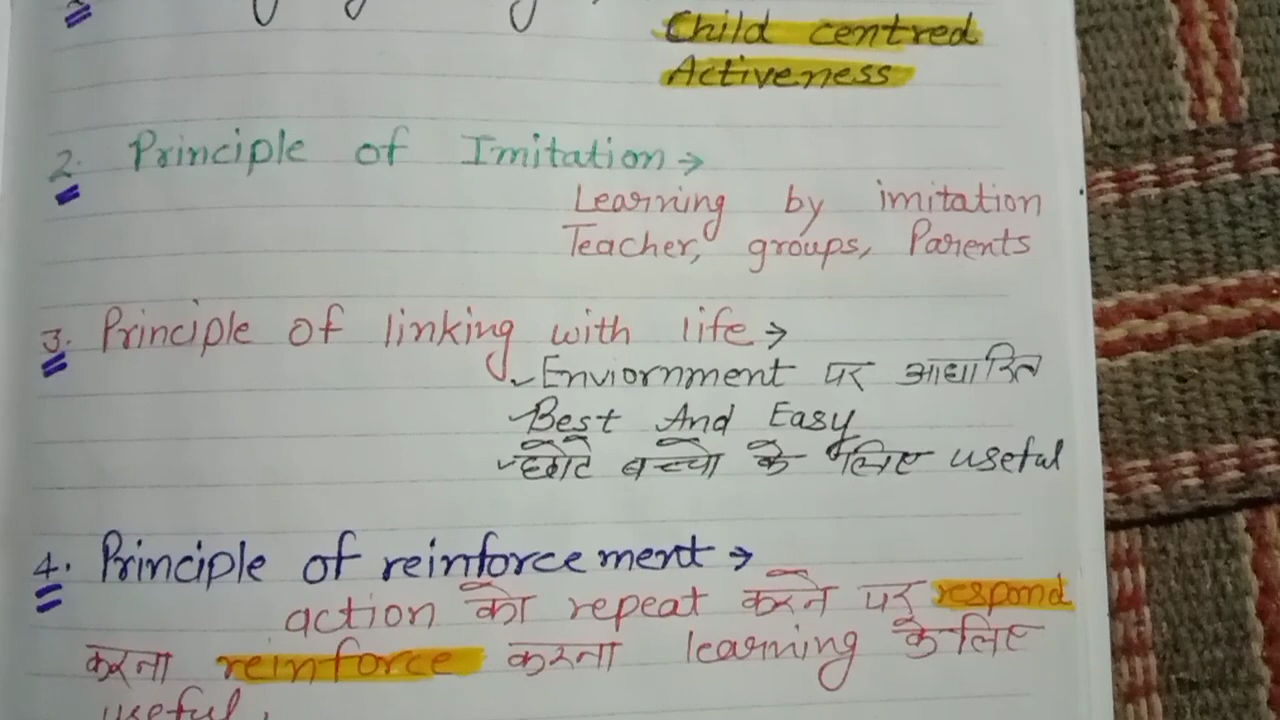 Child centred
Activeness
2. Principle of Imitation →
Learning by imitation
Teacher, groups, Parents
3. Principle of linking with life →
✓ Enviornment पर आधारित
✓ Best And Easy
✓ छोटे बच्चो के लिए useful
4. Principle of reinforcement →
action को repeat करने पर respond
करना reinforce करना learning के लिए
useful.